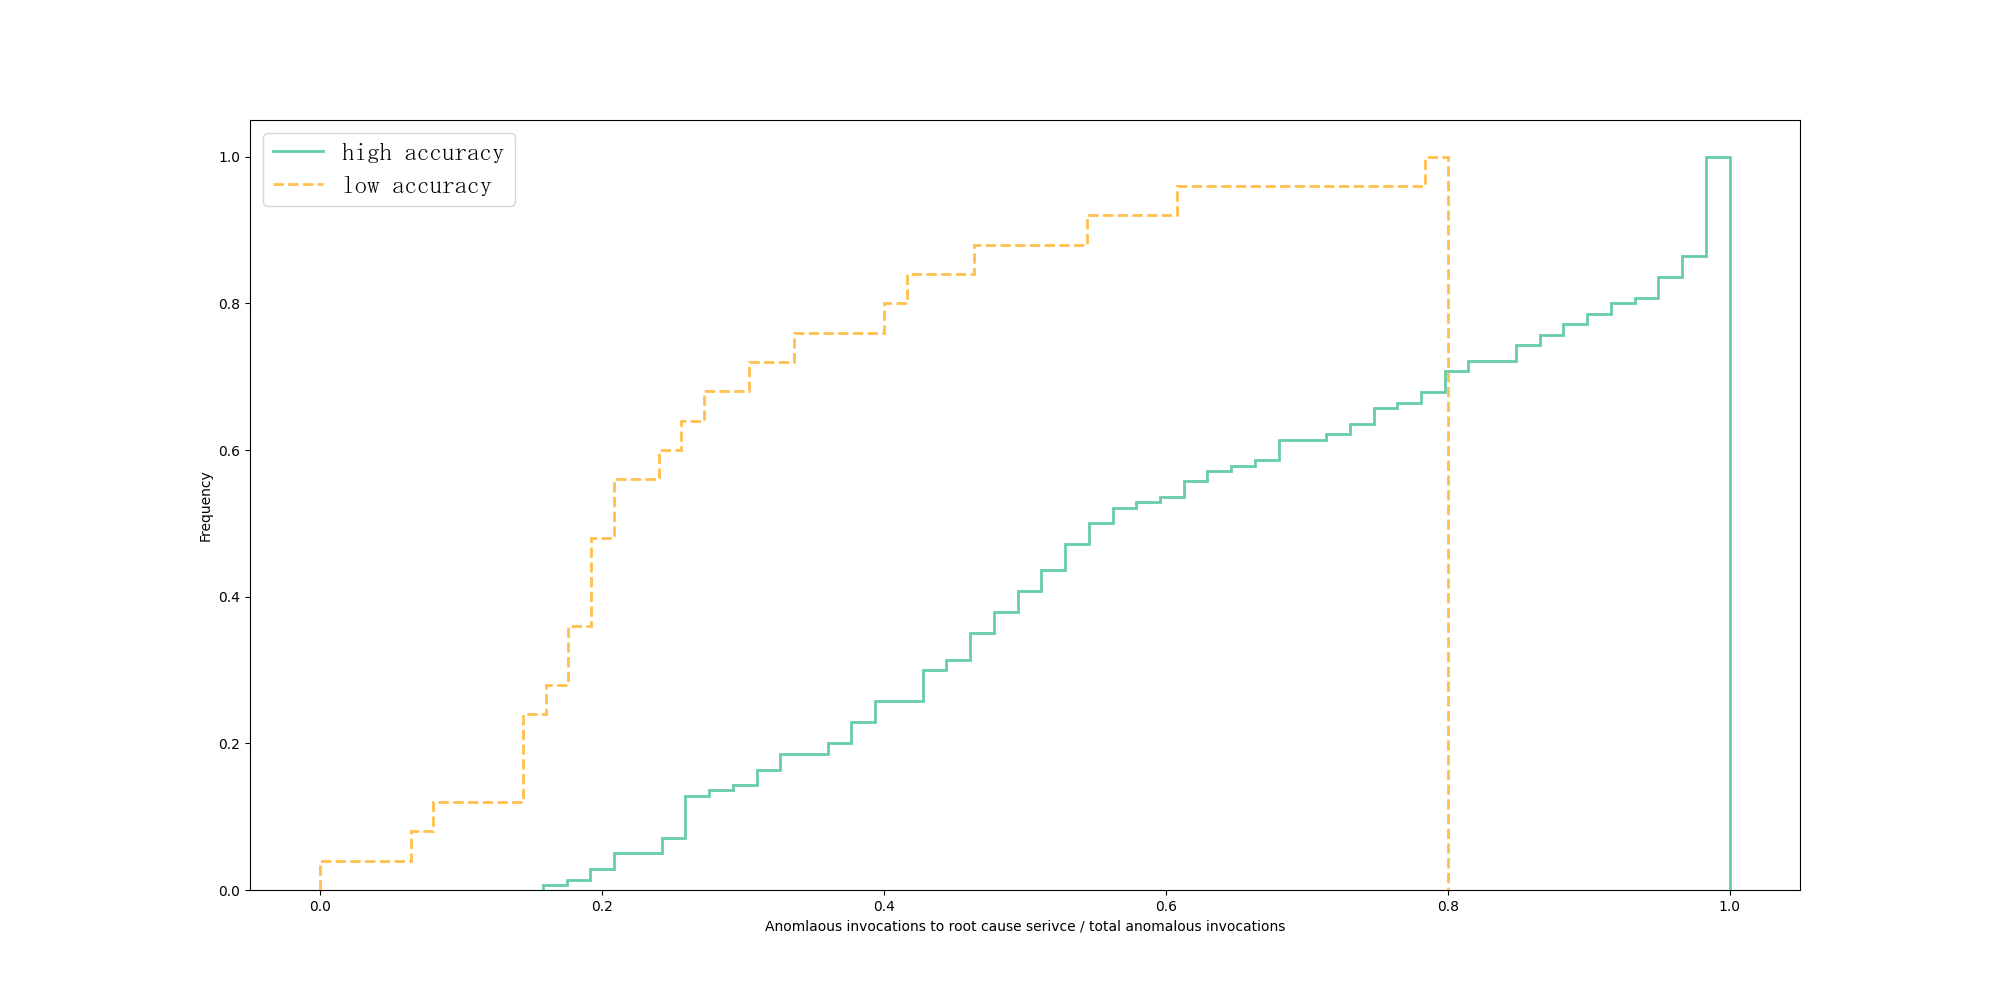 high accuracy
low accuracy
1.0
0.8
0.6
0.4
0.2
0.0
Frequency
0.0 0.2 0.4 0.6 0.8 1.0
Anomlaous invocations to root cause serivce / total anomalous invocations